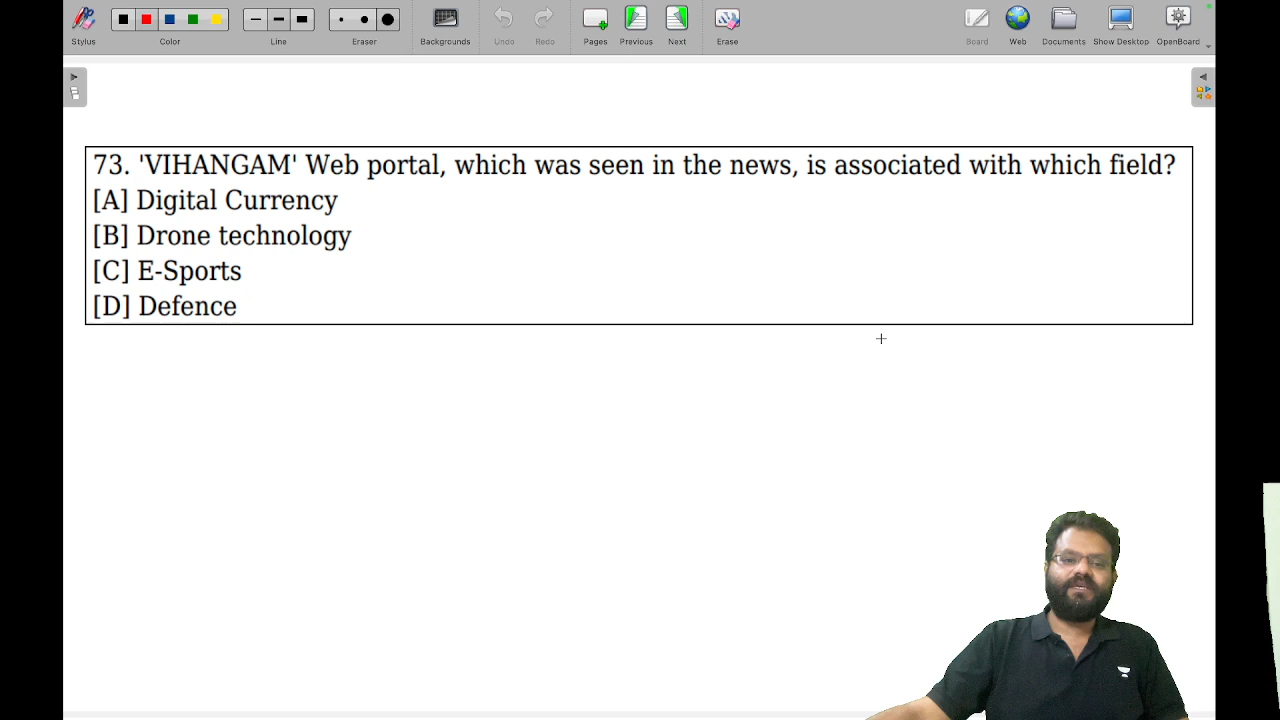 Stylus Color Line Eraser Backgrounds Undo Redo Pages Previous Next Erase Board Web Documents Show Desktop OpenBoard
73. 'VIHANGAM' Web portal, which was seen in the news, is associated with which field?
[A] Digital Currency
[B] Drone technology
[C] E-Sports
[D] Defence